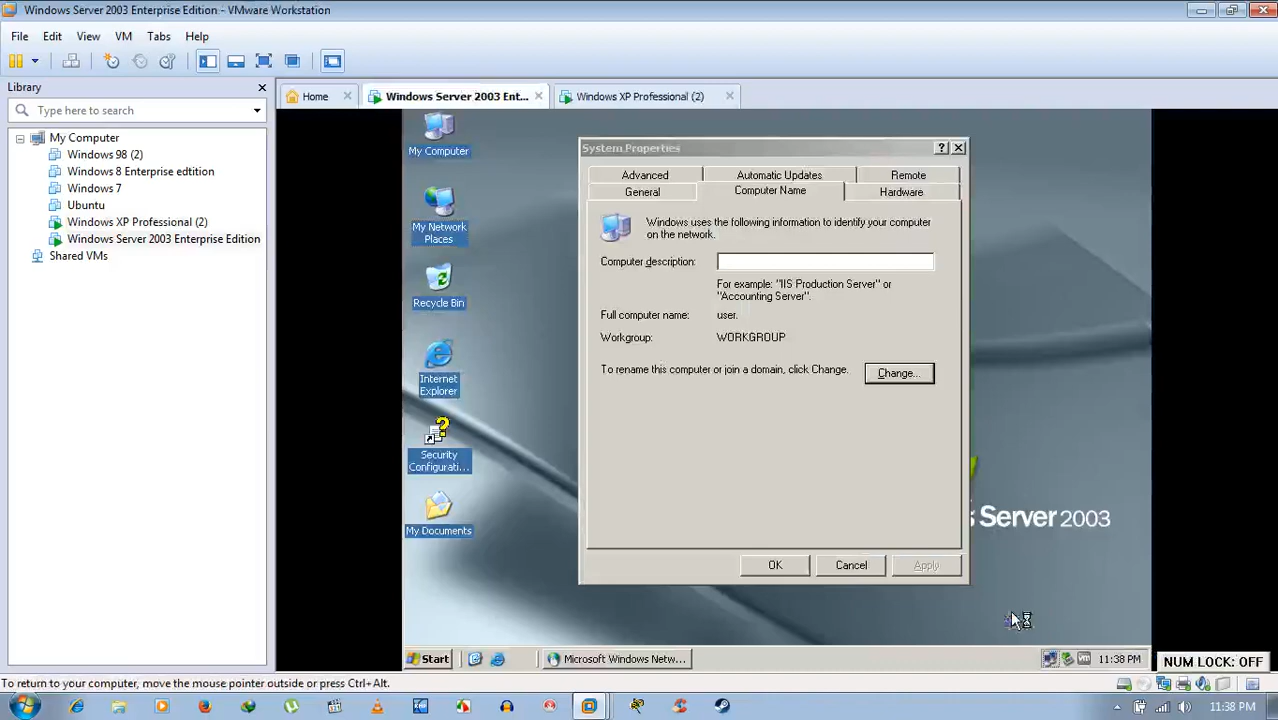 Windows Server 2003 Enterprise Edition - VMware Workstation
File Edit View VM Tabs Help
Library
Type here to search
My Computer
Windows 98 (2)
Windows 8 Enterprise edtition
Windows 7
Ubuntu
Windows XP Professional (2)
Windows Server 2003 Enterprise Edition
Shared VMs
Home
Windows Server 2003 Ent...
Windows XP Professional (2)
My Computer
My Network
Places
Recycle Bin
Internet
Explorer
Security
Configurati...
My Documents
System Properties
Advanced Automatic Updates Remote
General Computer Name Hardware
Windows uses the following information to identify your computer
on the network.
Computer description:
For example: "IIS Production Server" or
"Accounting Server".
Full computer name: user.
Workgroup: WORKGROUP
To rename this computer or join a domain, click Change. Change...
OK Cancel Apply
s Server 2003
Start
Microsoft Windows Netw...
11:38 PM
NUM LOCK: OFF
To return to your computer, move the mouse pointer outside or press Ctrl+Alt.
11:38 PM